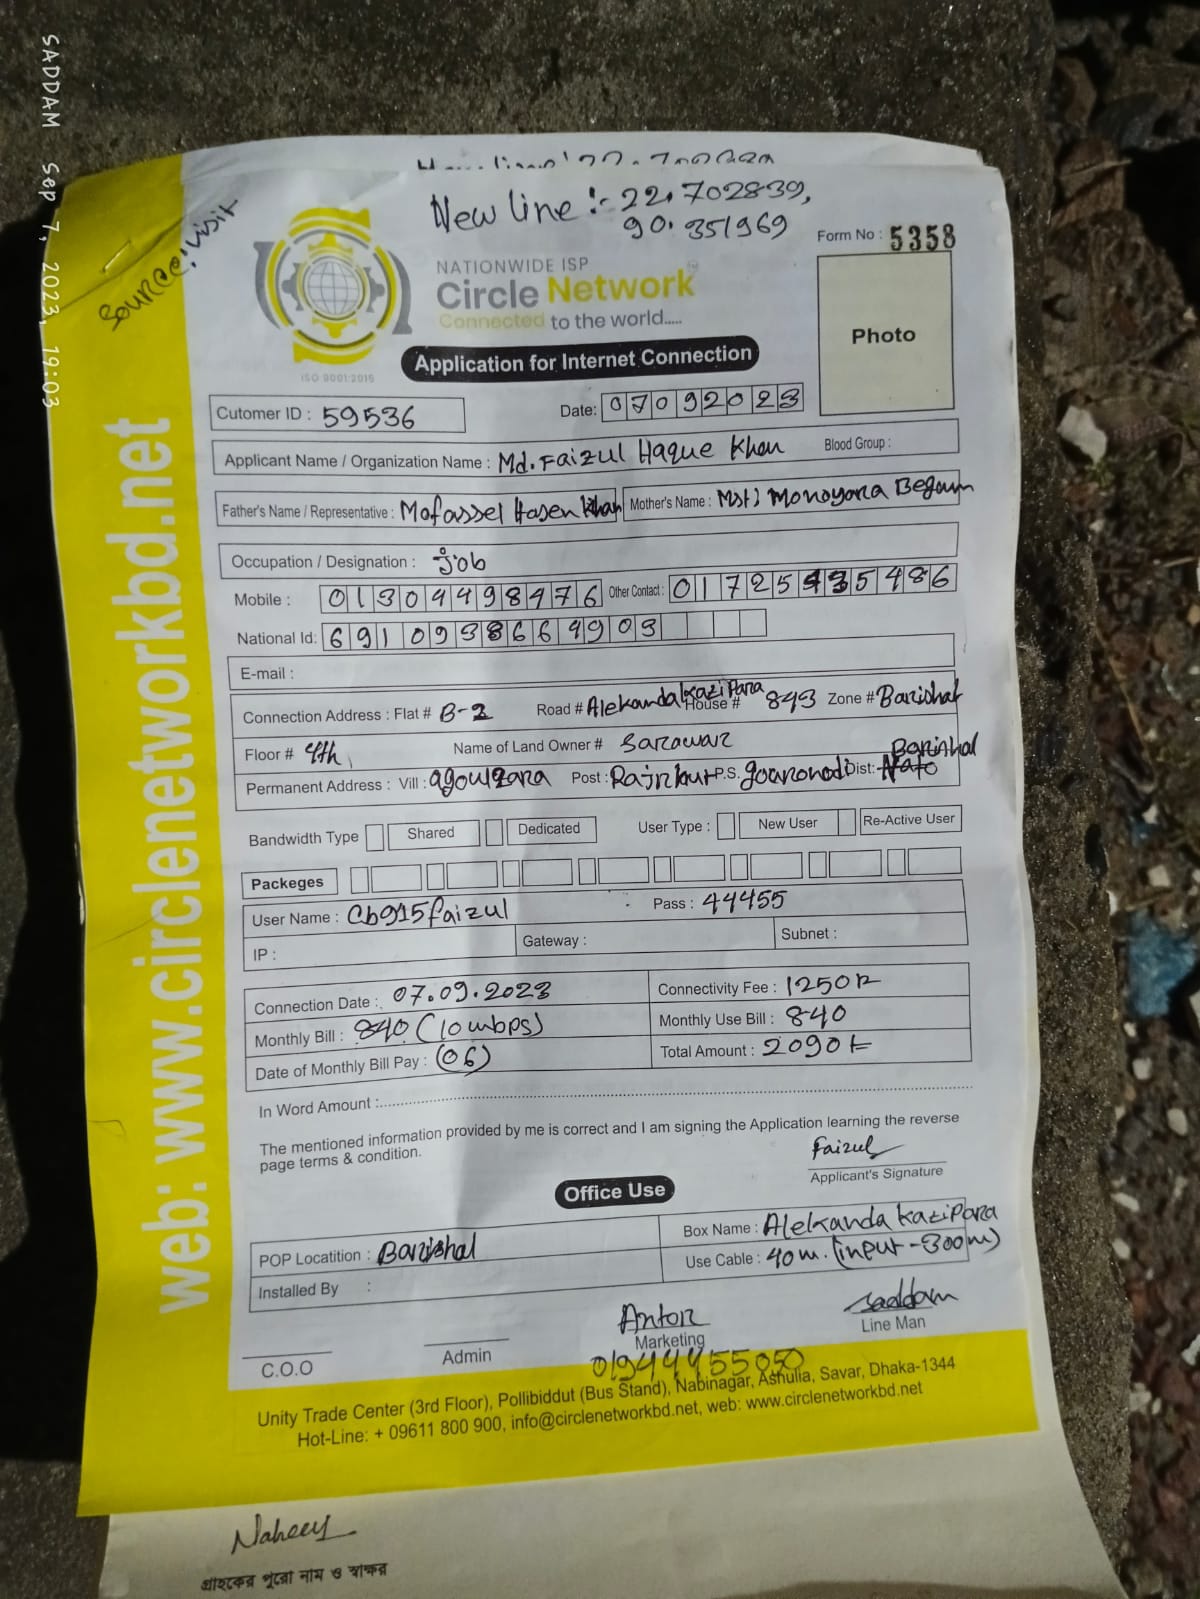 SADDAM Sep 7, 2023, 19:03
New line :- 22.702839,
90.351969
source: visit
Form No : 5358
NATIONWIDE ISP
Circle Network
Connected to the world.....
ISO 9001:2015
Photo
Application for Internet Connection
Cutomer ID : 59536
Date: 07092023
Applicant Name / Organization Name : Md. Faizul Haque Khan Blood Group :
Father's Name / Representative : Mofassel Hasen Khan Mother's Name : Mst: Monoyara Begum
Occupation / Designation : job
Mobile : 01304498476 Other Contact : 01725435486
National Id: 6910938664903
E-mail :
Connection Address : Flat # B-2 Road # Alekanda Kazi Para House # 843 Zone # Barishal
Floor # 4th Name of Land Owner # Sarowar
Permanent Address : Vill : Post : P.S. Dist: Barishal
Bandwidth Type Shared Dedicated User Type : New User Re-Active User
Packeges
User Name : cb915faizul Pass : 44455
IP : Gateway : Subnet :
Connection Date : 07.09.2023 Connectivity Fee : 1250
Monthly Bill : 840 (10 mbps) Monthly Use Bill : 840
Date of Monthly Bill Pay : (06) Total Amount : 2090/=
In Word Amount :
The mentioned information provided by me is correct and I am signing the Application learning the reverse
page terms & condition.
Faizul
Applicant's Signature
Office Use
POP Locatition : Barishal Box Name : Alekanda Kazipara
Installed By : Use Cable : 40m. (input-300m)
Anton saddam
C.O.O Admin Marketing Line Man
01944455050
Unity Trade Center (3rd Floor), Pollibiddut (Bus Stand), Nabinagar, Ashulia, Savar, Dhaka-1344
Hot-Line: + 09611 800 900, info@circlenetworkbd.net, web: www.circlenetworkbd.net
web: www.circlenetworkbd.net
গ্রাহকের পুরো নাম ও স্বাক্ষর